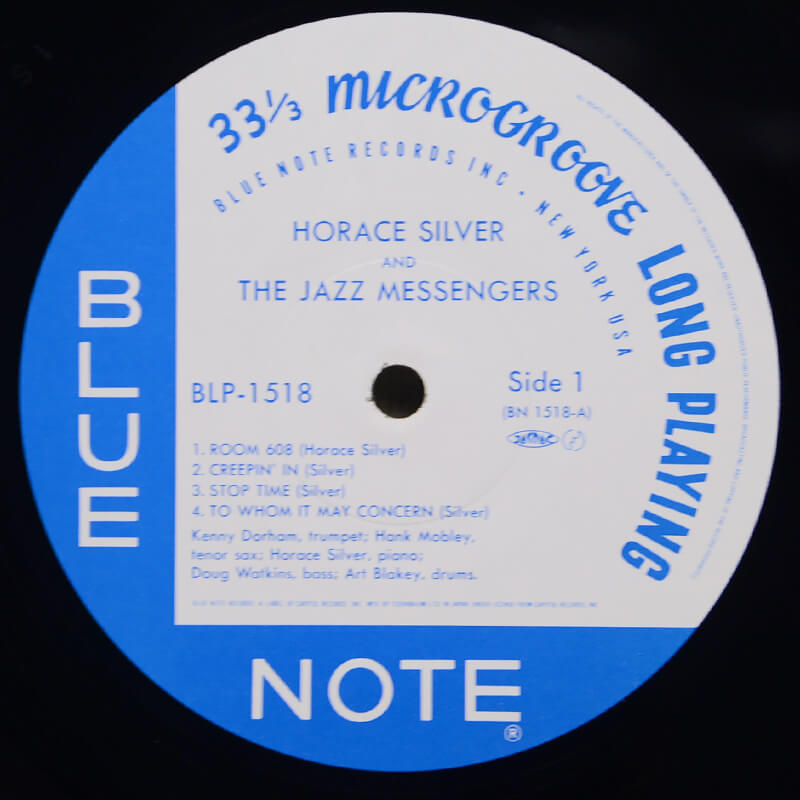 33 1/3 MICROGROOVE LONG PLAYING
BLUE NOTE RECORDS INC • NEW YORK USA
HORACE SILVER
AND
THE JAZZ MESSENGERS
BLP-1518
Side 1
(BN 1518-A)
JASRAC
1. ROOM 608 (Horace Silver)
2. CREEPIN' IN (Silver)
3. STOP TIME (Silver)
4. TO WHOM IT MAY CONCERN (Silver)
Kenny Dorham, trumpet; Hank Mobley,
tenor sax; Horace Silver, piano;
Doug Watkins, bass; Art Blakey, drums.
BLUE
NOTE
®